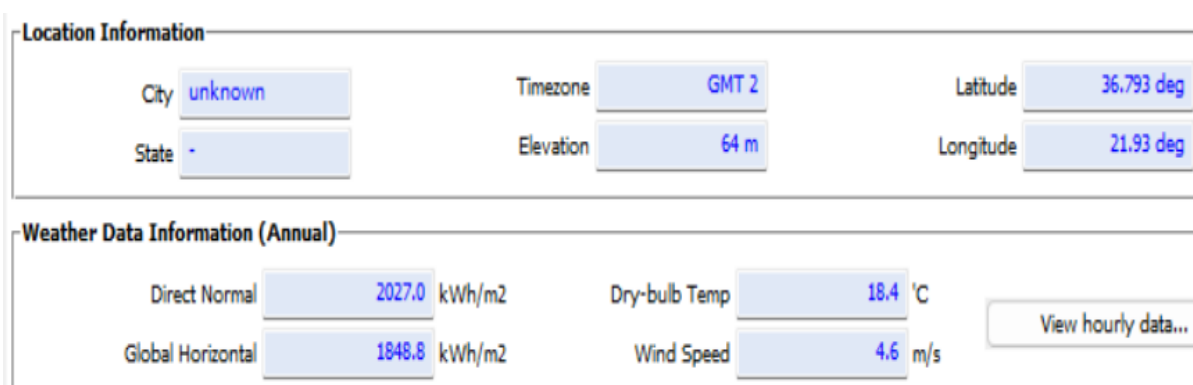 Location Information
City unknown Timezone GMT 2 Latitude 36.793 deg
State - Elevation 64 m Longitude 21.93 deg
Weather Data Information (Annual)
Direct Normal 2027.0 kWh/m2 Dry-bulb Temp 18.4 'C
View hourly data...
Global Horizontal 1848.8 kWh/m2 Wind Speed 4.6 m/s